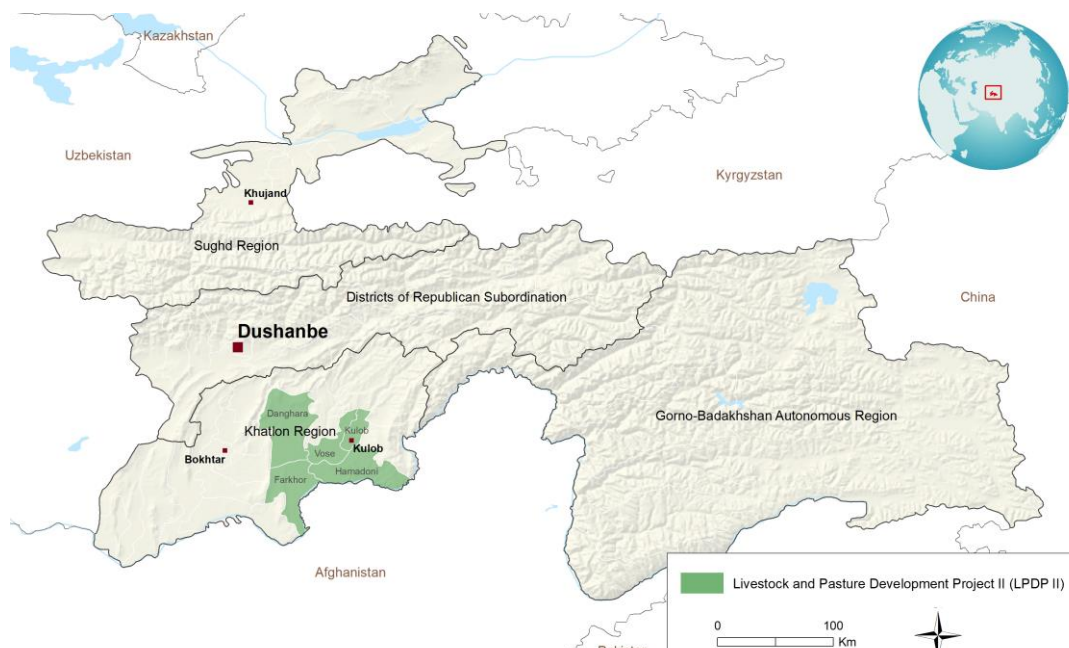 Kazakhstan
Uzbekistan
Kyrgyzstan
Khujand
Sughd Region
Districts of Republican Subordination
China
Dushanbe
Danghara
Khatlon Region
Kulob
Kulob
Vose
Bokhtar
Hamadoni
Farkhor
Gorno-Badakhshan Autonomous Region
Afghanistan
Livestock and Pasture Development Project II (LPDP II)
0 100
Km